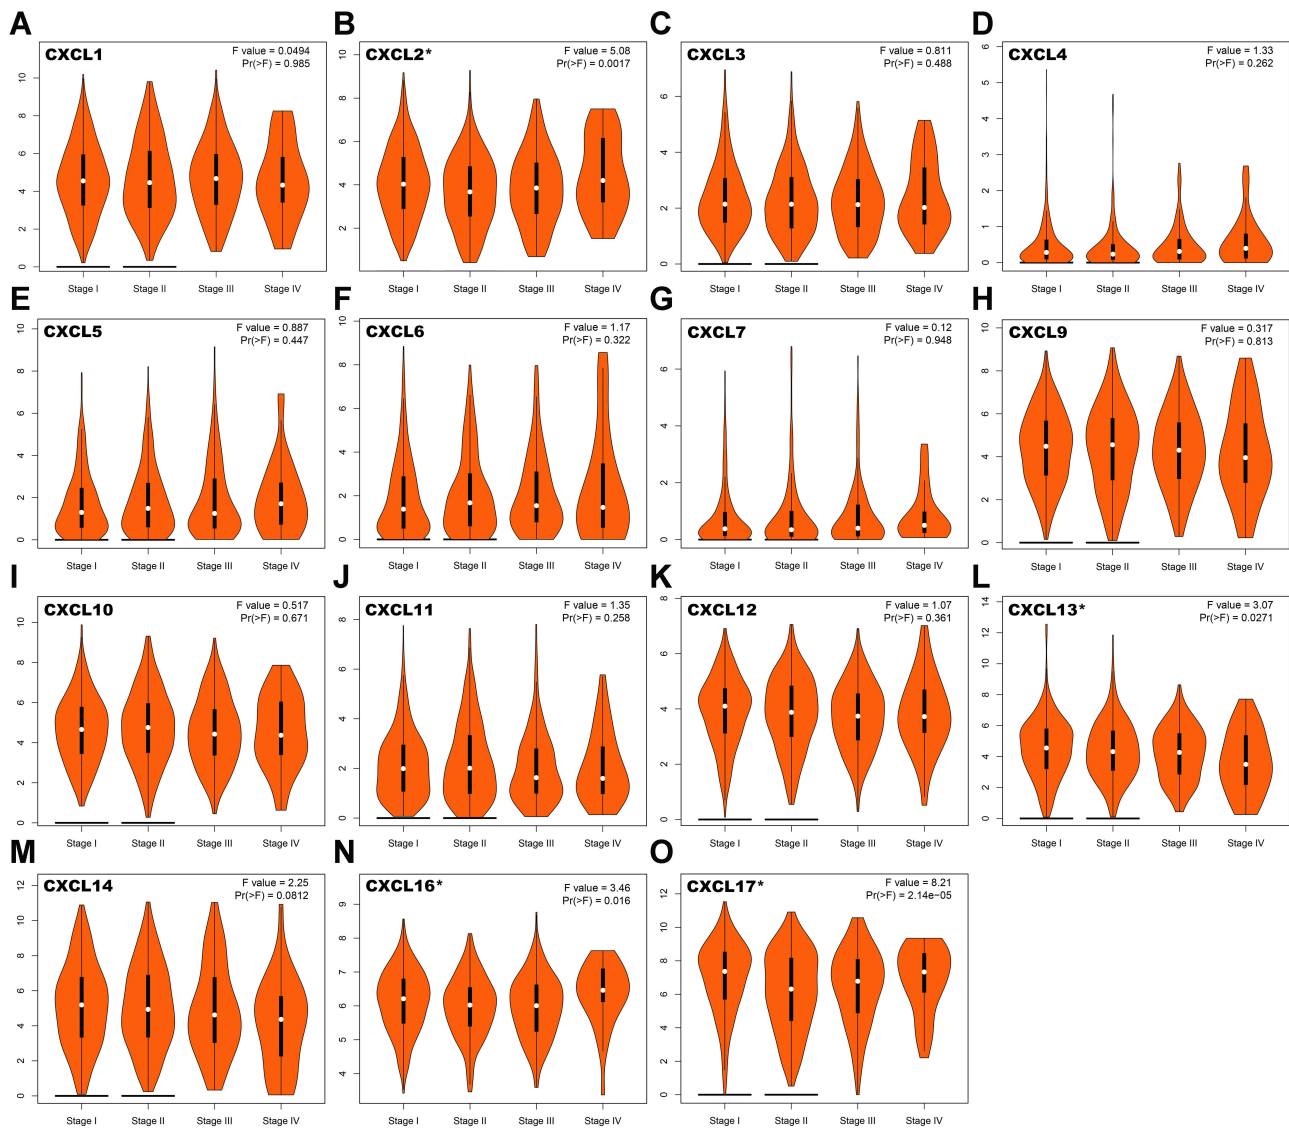 A
CXCL1
F value = 0.0494
Pr(>F) = 0.985
0 2 4 6 8 10
Stage I Stage II Stage III Stage IV
B
CXCL2*
F value = 5.08
Pr(>F) = 0.0017
2 4 6 8 10
Stage I Stage II Stage III Stage IV
C
CXCL3
F value = 0.811
Pr(>F) = 0.488
0 2 4 6
Stage I Stage II Stage III Stage IV
D
CXCL4
F value = 1.33
Pr(>F) = 0.262
0 1 2 3 4 5 6
Stage I Stage II Stage III Stage IV
E
CXCL5
F value = 0.887
Pr(>F) = 0.447
0 2 4 6 8 10
Stage I Stage II Stage III Stage IV
F
CXCL6
F value = 1.17
Pr(>F) = 0.322
0 2 4 6 8 10
Stage I Stage II Stage III Stage IV
G
CXCL7
F value = 0.12
Pr(>F) = 0.948
0 2 4 6
Stage I Stage II Stage III Stage IV
H
CXCL9
F value = 0.317
Pr(>F) = 0.813
0 2 4 6 8 10
Stage I Stage II Stage III Stage IV
I
CXCL10
F value = 0.517
Pr(>F) = 0.671
0 2 4 6 8 10
Stage I Stage II Stage III Stage IV
J
CXCL11
F value = 1.35
Pr(>F) = 0.258
0 2 4 6 8
Stage I Stage II Stage III Stage IV
K
CXCL12
F value = 1.07
Pr(>F) = 0.361
0 2 4 6 8
Stage I Stage II Stage III Stage IV
L
CXCL13*
F value = 3.07
Pr(>F) = 0.0271
0 2 4 6 8 10 12 14
Stage I Stage II Stage III Stage IV
M
CXCL14
F value = 2.25
Pr(>F) = 0.0812
0 2 4 6 8 10 12
Stage I Stage II Stage III Stage IV
N
CXCL16*
F value = 3.46
Pr(>F) = 0.016
4 5 6 7 8 9
Stage I Stage II Stage III Stage IV
O
CXCL17*
F value = 8.21
Pr(>F) = 2.14e−05
0 2 4 6 8 10 12
Stage I Stage II Stage III Stage IV